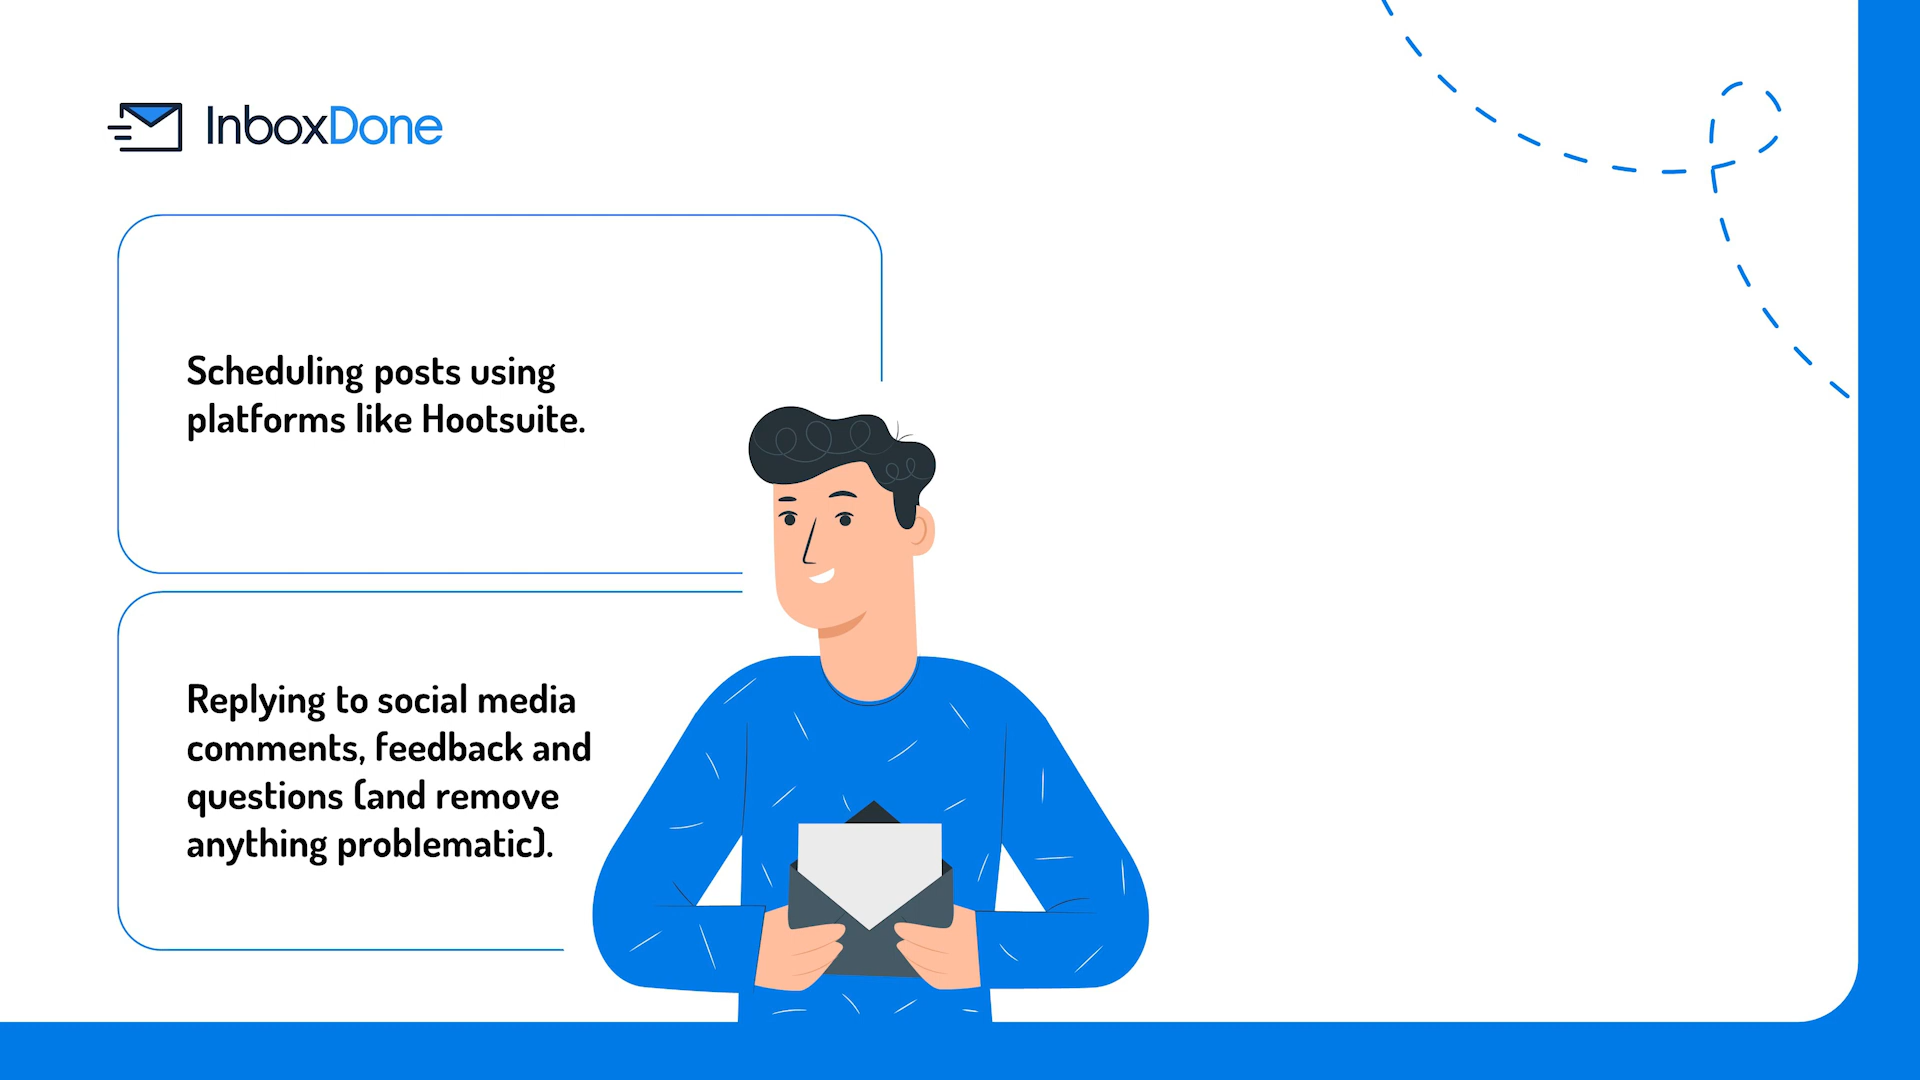 InboxDone
Scheduling posts using
platforms like Hootsuite.
Replying to social media
comments, feedback and
questions (and remove
anything problematic).